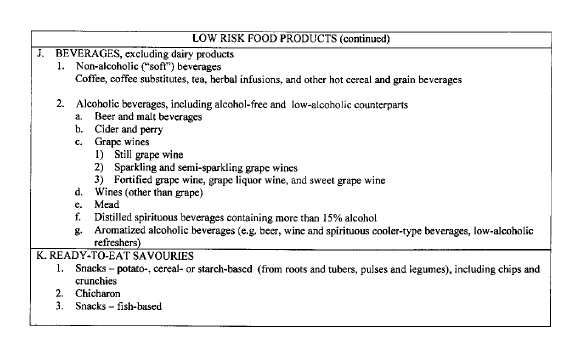 LOW RISK FOOD PRODUCTS (continued)
J. BEVERAGES, excluding dairy products
1. Non-alcoholic ("soft") beverages
Coffee, coffee substitutes, tea, herbal infusions, and other hot cereal and grain beverages
2. Alcoholic beverages, including alcohol-free and low-alcoholic counterparts
a. Beer and malt beverages
b. Cider and perry
c. Grape wines
1) Still grape wine
2) Sparkling and semi-sparkling grape wines
3) Fortified grape wine, grape liquor wine, and sweet grape wine
d. Wines (other than grape)
e. Mead
f. Distilled spirituous beverages containing more than 15% alcohol
g. Aromatized alcoholic beverages (e.g. beer, wine and spirituous cooler-type beverages, low-alcoholic
refreshers)
K. READY-TO-EAT SAVOURIES
1. Snacks – potato-, cereal- or starch-based (from roots and tubers, pulses and legumes), including chips and
crunchies
2. Chicharon
3. Snacks – fish-based